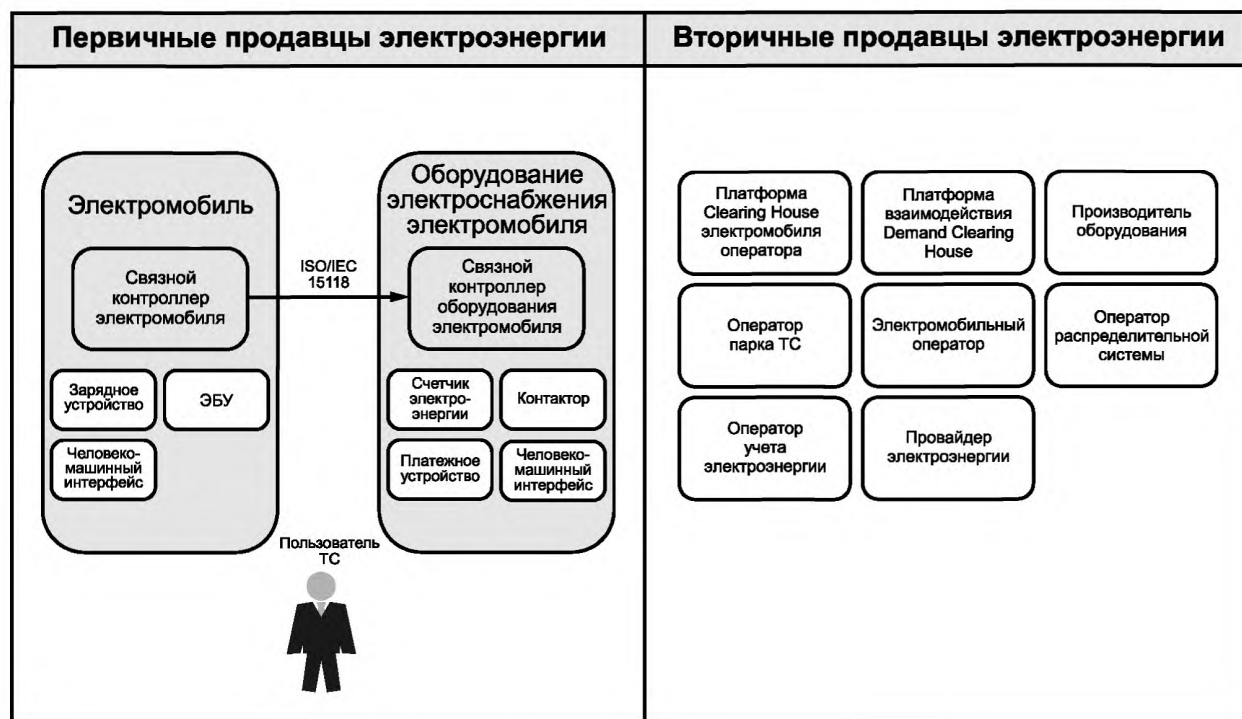 Первичные продавцы электроэнергии
Вторичные продавцы электроэнергии
Электромобиль
Связной
контроллер
электромобиля
ISO/IEC
15118
Зарядное
устройство
ЭБУ
Человеко-
машинный
интерфейс
Оборудование
электроснабжения
электромобиля
Связной
контроллер
оборудования
электромобиля
Счетчик
электро-
энергии
Контактор
Платежное
устройство
Человеко-
машинный
интерфейс
Пользователь
ТС
Платформа
Clearing House
электромобиля
оператора
Платформа
взаимодействия
Demand Clearing
House
Производитель
оборудования
Оператор
парка ТС
Электромобильный
оператор
Оператор
распределительной
системы
Оператор
учета
электроэнергии
Провайдер
электроэнергии